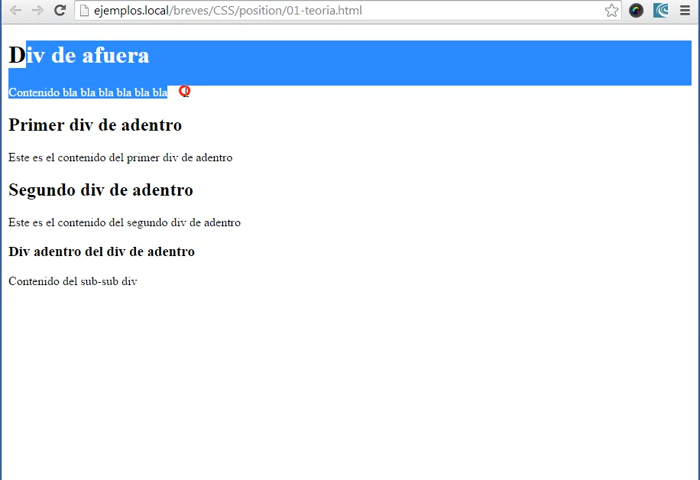 ejemplos.local/breves/CSS/position/01-teoria.html
Div de afuera
Contenido bla bla bla bla bla bla
Primer div de adentro
Este es el contenido del primer div de adentro
Segundo div de adentro
Este es el contenido del segundo div de adentro
Div adentro del div de adentro
Contenido del sub-sub div